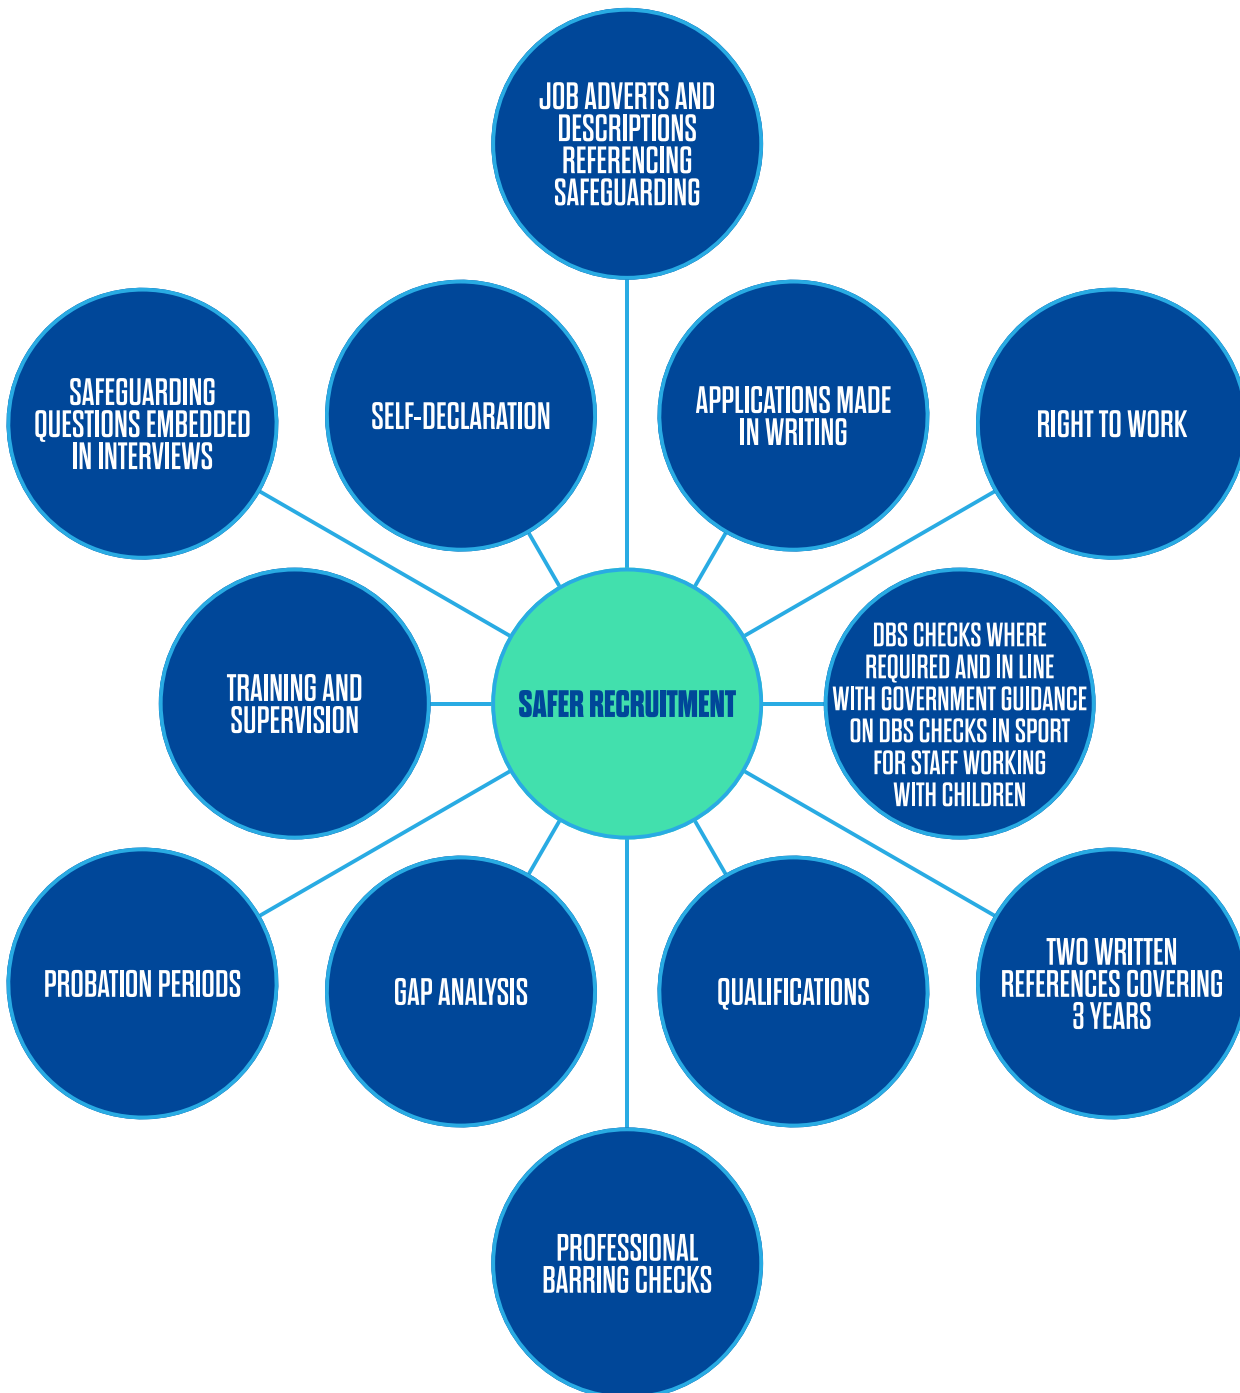 JOB ADVERTS AND
DESCRIPTIONS
REFERENCING
SAFEGUARDING
SAFEGUARDING
QUESTIONS EMBEDDED
IN INTERVIEWS
SELF-DECLARATION
APPLICATIONS MADE
IN WRITING
RIGHT TO WORK
TRAINING AND
SUPERVISION
SAFER RECRUITMENT
DBS CHECKS WHERE
REQUIRED AND IN LINE
WITH GOVERNMENT GUIDANCE
ON DBS CHECKS IN SPORT
FOR STAFF WORKING
WITH CHILDREN
PROBATION PERIODS
GAP ANALYSIS
QUALIFICATIONS
TWO WRITTEN
REFERENCES COVERING
3 YEARS
PROFESSIONAL
BARRING CHECKS